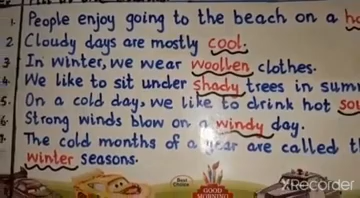 1. People enjoy going to the beach on a
2 Cloudy days are mostly cool.
3 In winter, we wear woollen clothes.
4. We like to sit under shady trees in
5. On a cold day, we like to drink hot
6. Strong winds blow on a windy day.
The cold months of a year are called
winter seasons.
Best Choice
GOOD MORNING
XRecorder